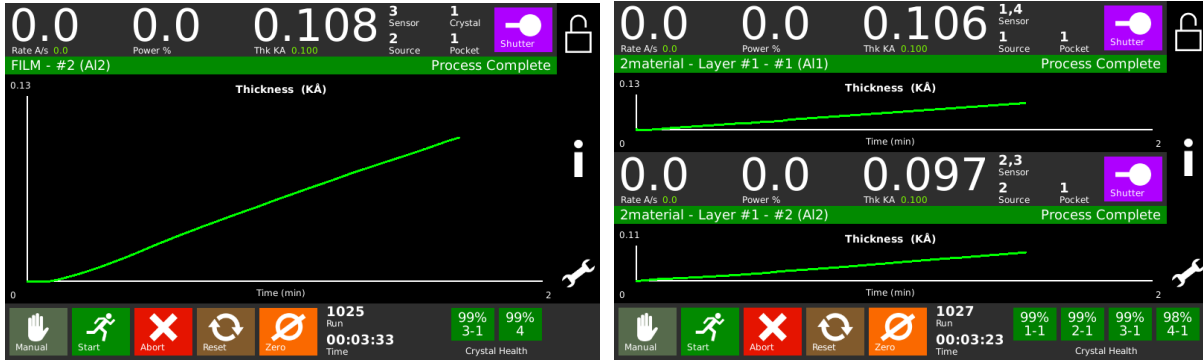 0.0
Rate A/s 0.0
0.0
Power %
0.108
Thk KA 0.100
3
Sensor
1
Crystal
2
Source
1
Pocket
Shutter
FILM - #2 (Al2) Process Complete
0.13
Thickness (KÅ)
0 Time (min) 2
Manual
Start
Abort
Reset
Zero
1025
Run
00:03:33
Time
99%
3-1
99%
4
Crystal Health
0.0
Rate A/s 0.0
0.0
Power %
0.106
Thk KA 0.100
1,4
Sensor
1
Source
1
Pocket
Shutter
2material - Layer #1 - #1 (Al1) Process Complete
0.13
Thickness (KÅ)
0 Time (min) 2
0.0
Rate A/s 0.0
0.0
Power %
0.097
Thk KA 0.100
2,3
Sensor
2
Source
1
Pocket
Shutter
2material - Layer #1 - #2 (Al2) Process Complete
0.11
Thickness (KÅ)
0 Time (min) 2
Manual
Start
Abort
Reset
Zero
1027
Run
00:03:23
Time
99%
1-1
99%
2-1
99%
3-1
98%
4-1
Crystal Health